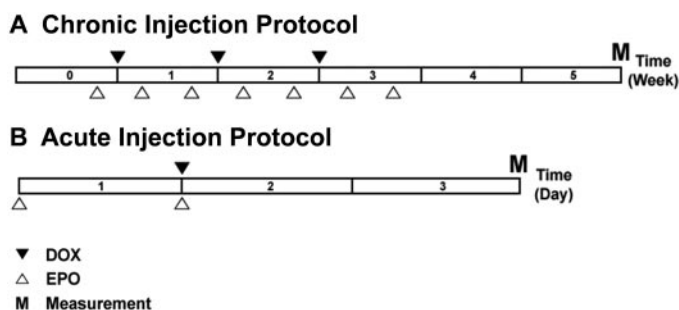 A Chronic Injection Protocol
M Time
0 1 2 3 4 5 (Week)
B Acute Injection Protocol
M Time
1 2 3 (Day)
DOX
EPO
M Measurement